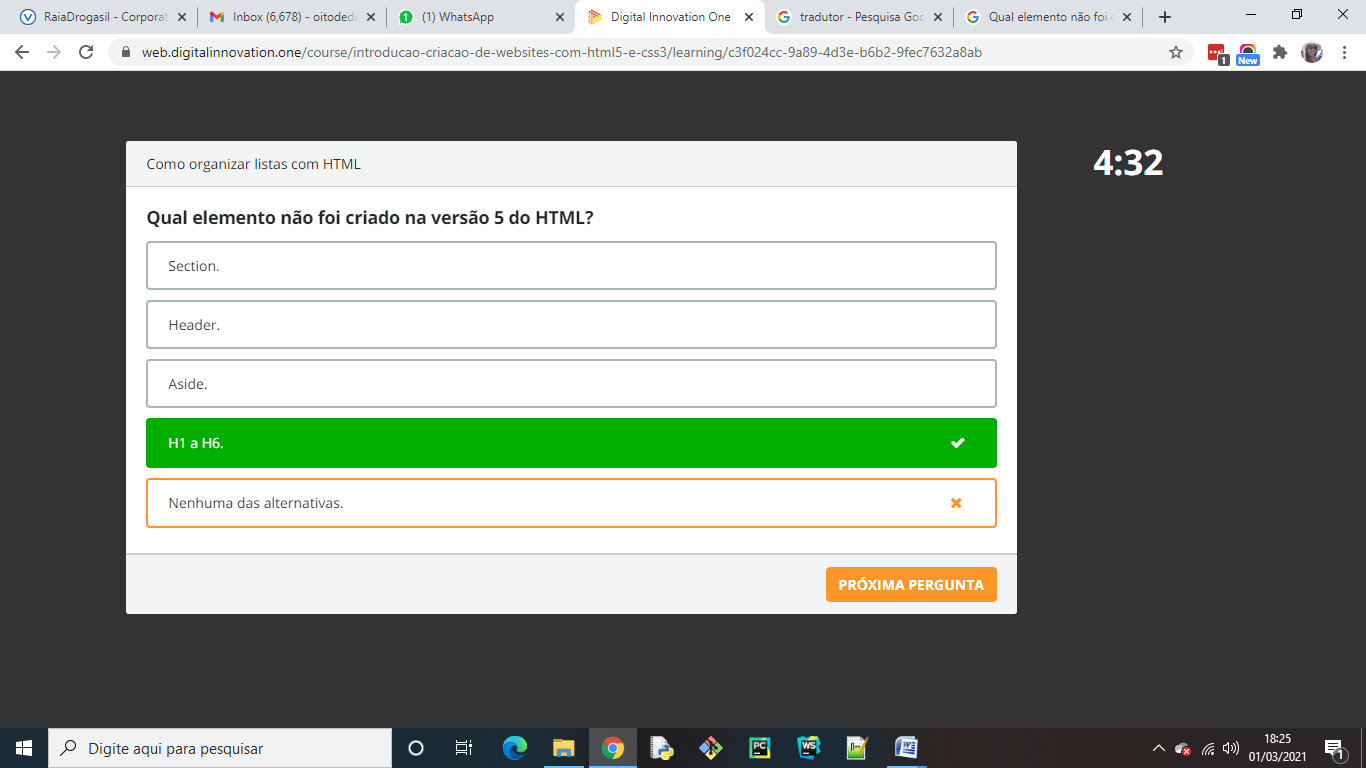 RaiaDrogasil - Corporat
Inbox (6,678) - oitodede
(1) WhatsApp
Digital Innovation One
tradutor - Pesquisa Goo
Qual elemento não foi c
web.digitalinnovation.one/course/introducao-criacao-de-websites-com-html5-e-css3/learning/c3f024cc-9a89-4d3e-b6b2-9fec7632a8ab
1
New
Como organizar listas com HTML
4:32
Qual elemento não foi criado na versão 5 do HTML?
Section.
Header.
Aside.
H1 a H6.
Nenhuma das alternativas.
PRÓXIMA PERGUNTA
Digite aqui para pesquisar
18:25
01/03/2021
1